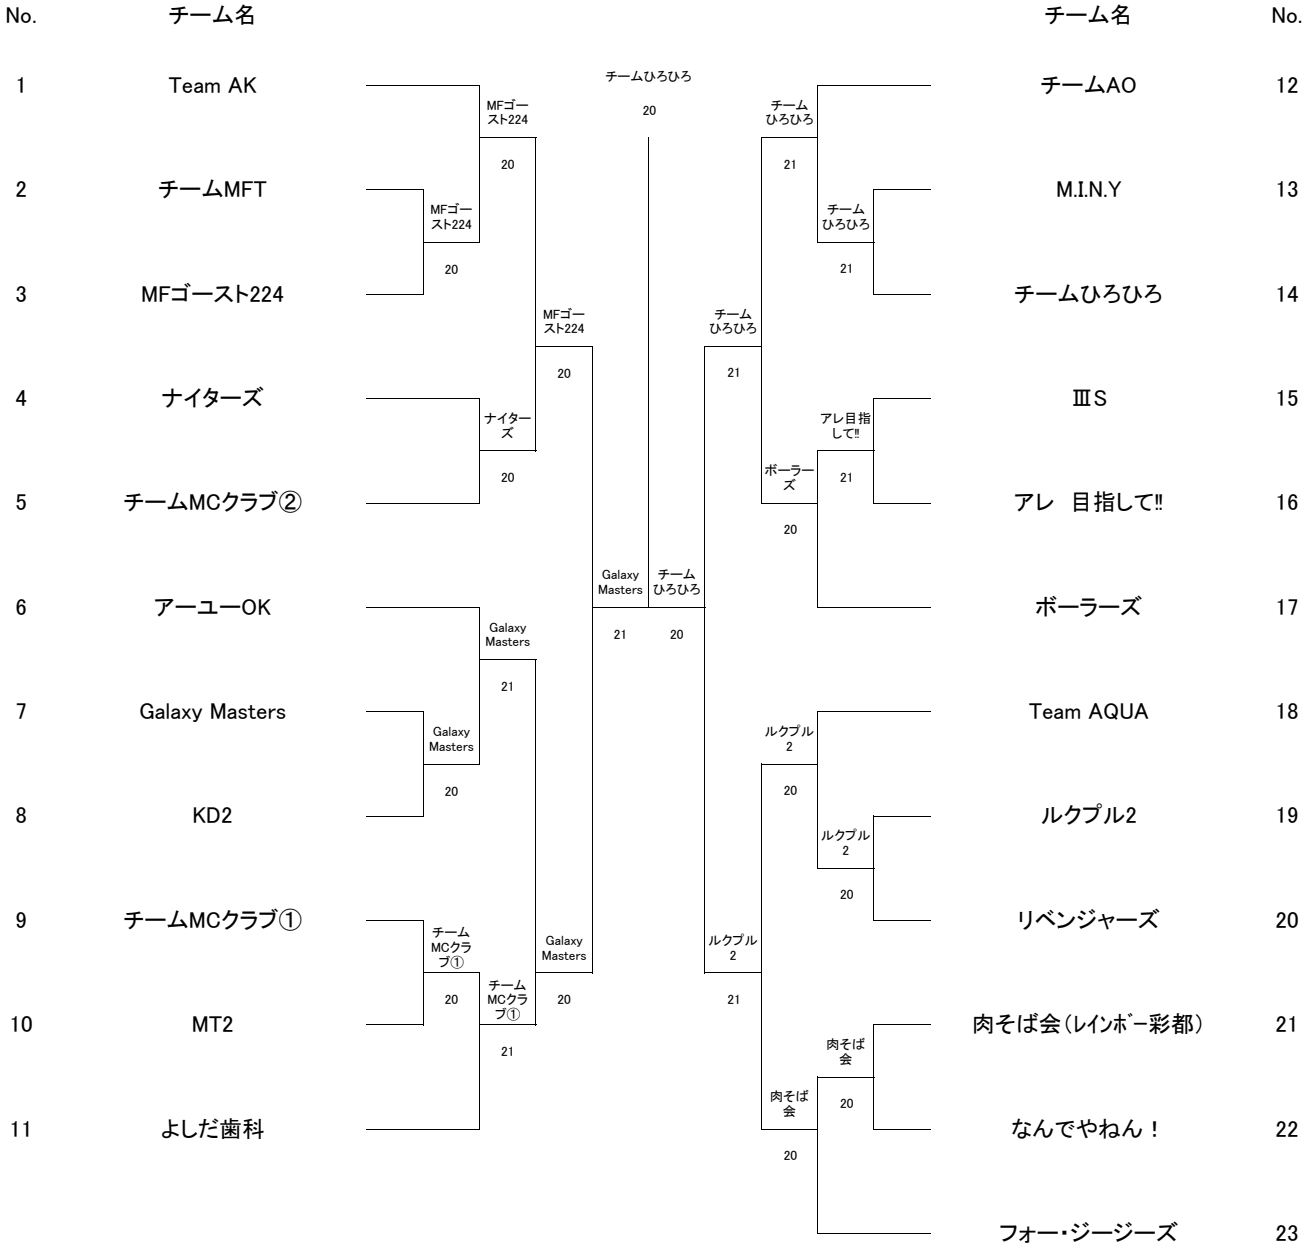 No. チーム名 チーム名 No.
チームひろひろ
1 Team AK チームAO 12
MFゴー
スト224
20
チーム
ひろひろ
20
21
2 チームMFT M.I.N.Y 13
MFゴー
スト224
チーム
ひろひろ
20
21
3 MFゴースト224 チームひろひろ 14
MFゴー
スト224
チーム
ひろひろ
20
21
4 ナイターズ ⅢS 15
ナイター
ズ
アレ目指
して‼
20
ボーラー
ズ
21
5 チームMCクラブ② アレ 目指して‼ 16
20
Galaxy
Masters
チーム
ひろひろ
6 アーユーOK ボーラーズ 17
Galaxy
Masters
21 20
21
7 Galaxy Masters Team AQUA 18
Galaxy
Masters
ルクプル
2
20
20
8 KD2 ルクプル2 19
ルクプル
2
20
9 チームMCクラブ① リベンジャーズ 20
チーム
MCクラ
ブ①
Galaxy
Masters
ルクプル
2
20
チーム
MCクラ
ブ①
20
21
10 MT2 肉そば会(レインボー彩都) 21
21
肉そば
会
肉そば
会
20
11 よしだ歯科 なんでやねん! 22
20
フォー・ジージーズ 23